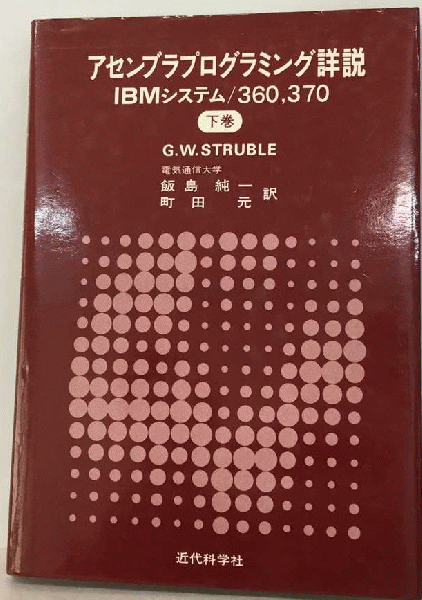 アセンブラプログラミング詳説
IBMシステム/360,370
下巻
G.W.STRUBLE
電気通信大学
飯島 純一
町田 元 訳
近代科学社